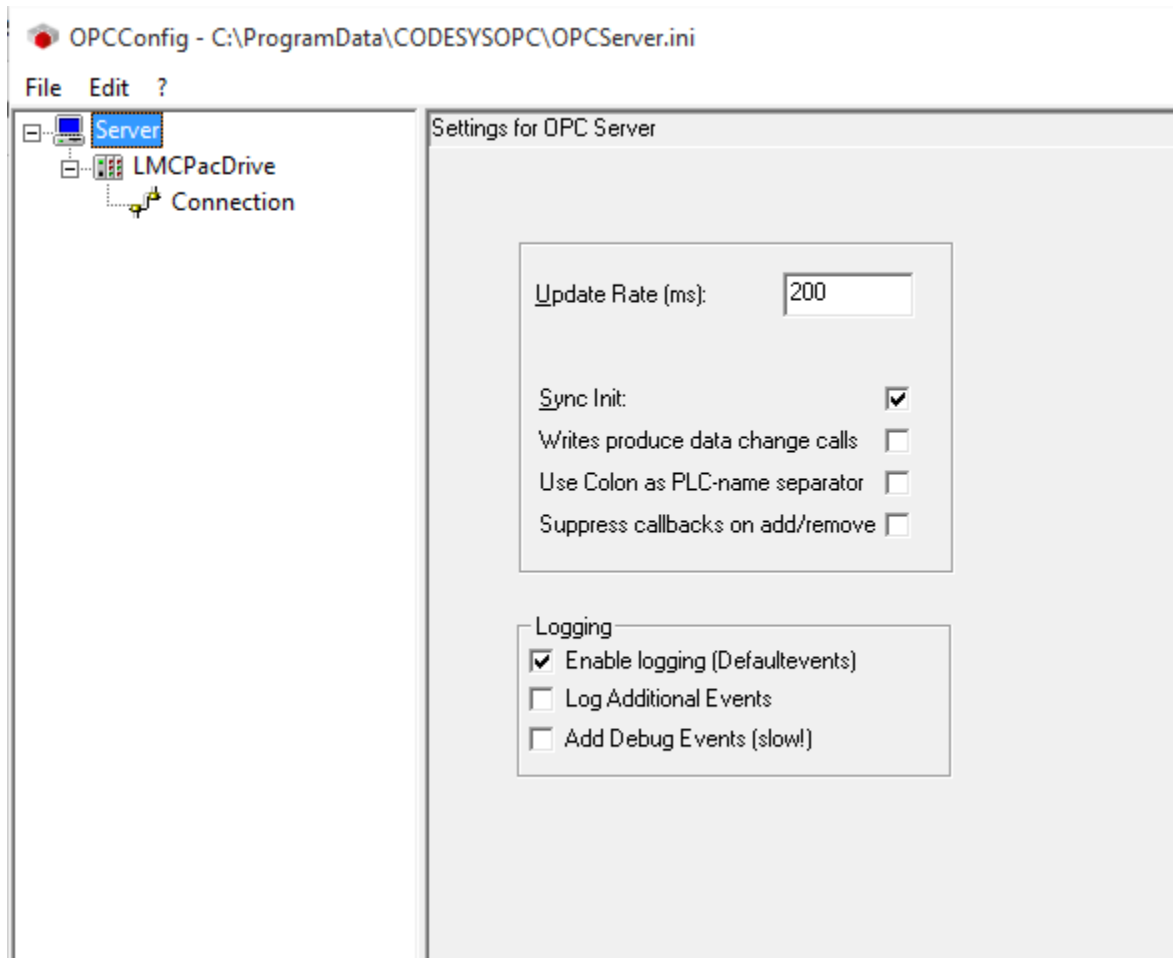 OPCConfig - C:\ProgramData\CODESYSOPC\OPCServer.ini
File Edit ?
Server
LMCPacDrive
Connection
Settings for OPC Server
Update Rate (ms): 200
Sync Init:
Writes produce data change calls
Use Colon as PLC-name separator
Suppress callbacks on add/remove
Logging
Enable logging (Defaultevents)
Log Additional Events
Add Debug Events (slow!)